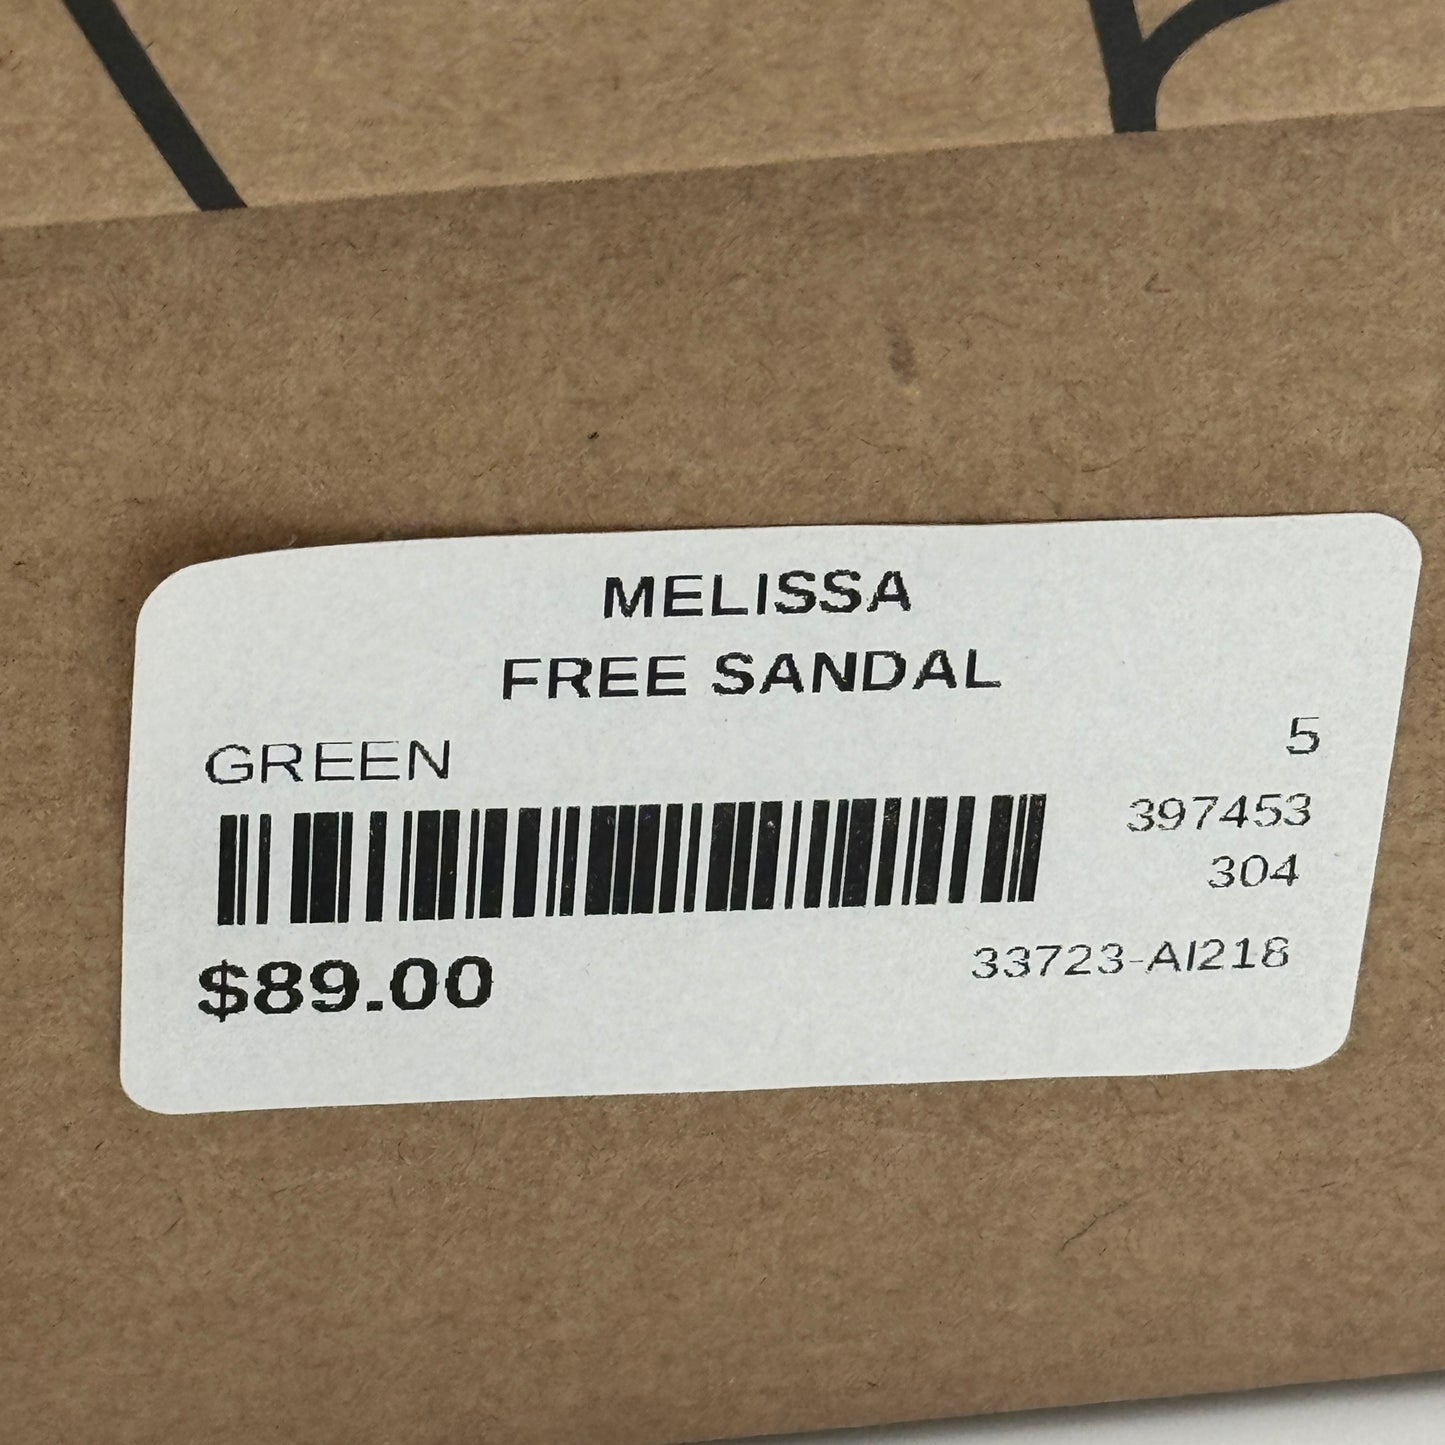 MELISSA
FREE SANDAL
GREEN
5
397453
304
$89.00
33723-AI218